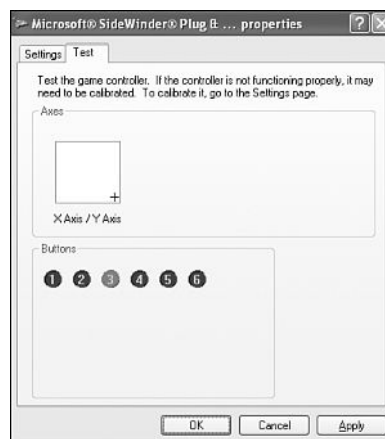 Microsoft® SideWinder® Plug & ... properties
Settings Test
Test the game controller. If the controller is not functioning properly, it may
need to be calibrated. To calibrate it, go to the Settings page.
Axes
X Axis / Y Axis
Buttons
1 2 3 4 5 6
OK Cancel Apply